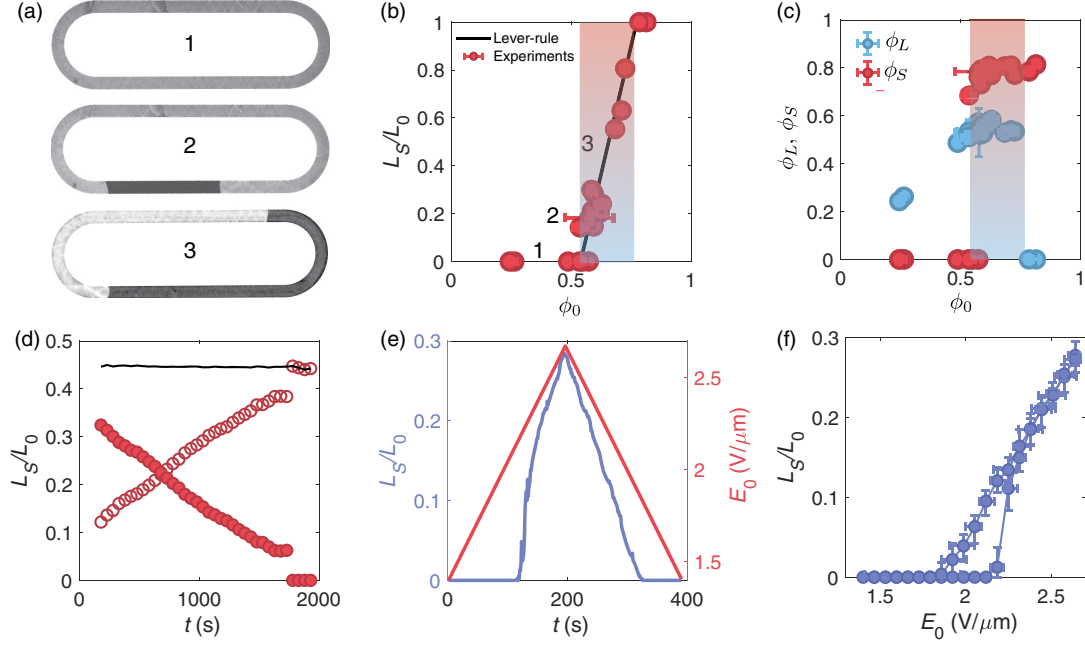 (a)
1
2
3
(b)
1
0.8
0.6
0.4
0.2
0
L_S/L_0
Lever-rule
Experiments
3
2
1
0
0.5
1
ϕ_0
(c)
1
0.8
0.6
0.4
0.2
0
ϕ_L, ϕ_S
ϕ_L
ϕ_S
0
0.5
1
ϕ_0
(d)
0.5
0.4
0.3
0.2
0.1
0
L_S/L_0
0
1000
2000
t (s)
(e)
0.3
0.2
0.1
0
L_S/L_0
2.5
2
1.5
E_0 (V/μm)
0
200
400
t (s)
(f)
0.3
0.2
0.1
0
L_S/L_0
1.5
2
2.5
E_0 (V/μm)